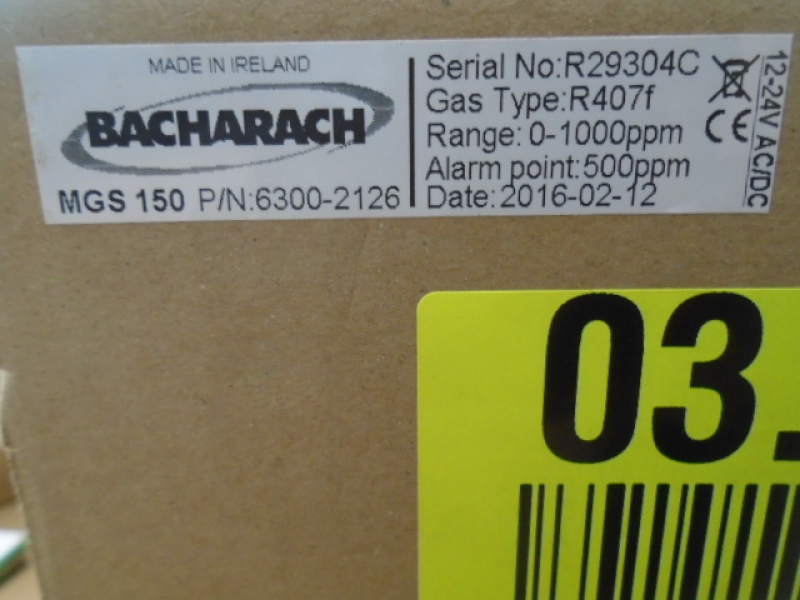 MADE IN IRELAND
BACHARACH
MGS 150 P/N:6300-2126
Serial No:R29304C
Gas Type:R407f
Range: 0-1000ppm
Alarm point:500ppm
Date:2016-02-12
CE
12-24V AC/DC
03.